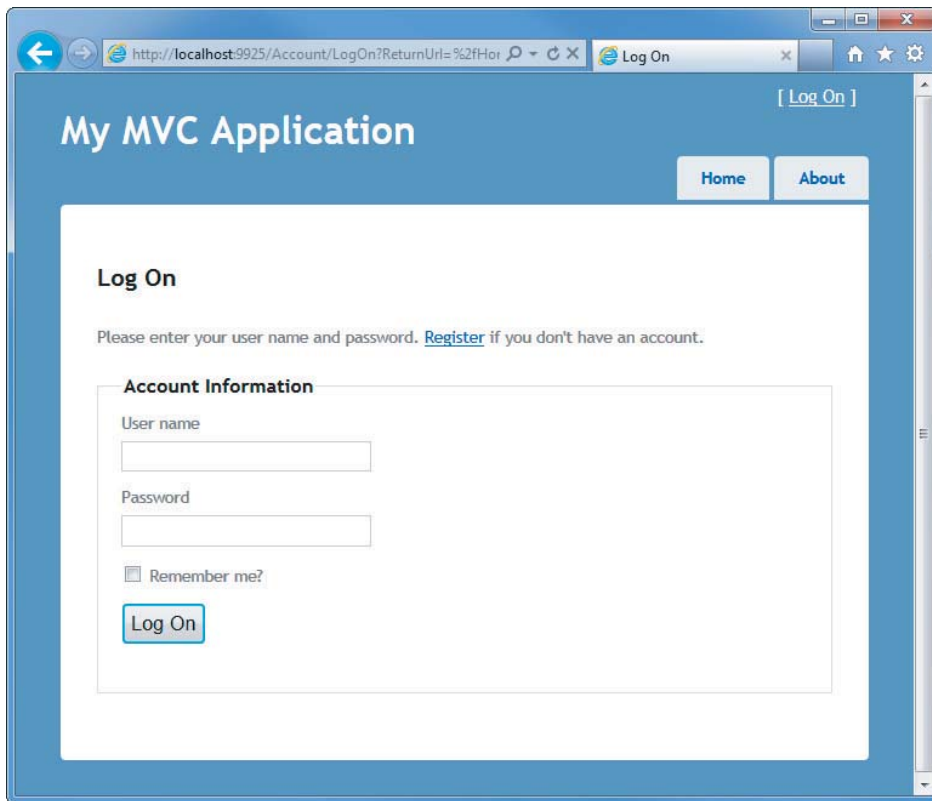 http://localhost:9925/Account/LogOn?ReturnUrl=%2fHor
Log On
[ Log On ]
My MVC Application
Home
About
Log On
Please enter your user name and password. Register if you don't have an account.
Account Information
User name
Password
Remember me?
Log On